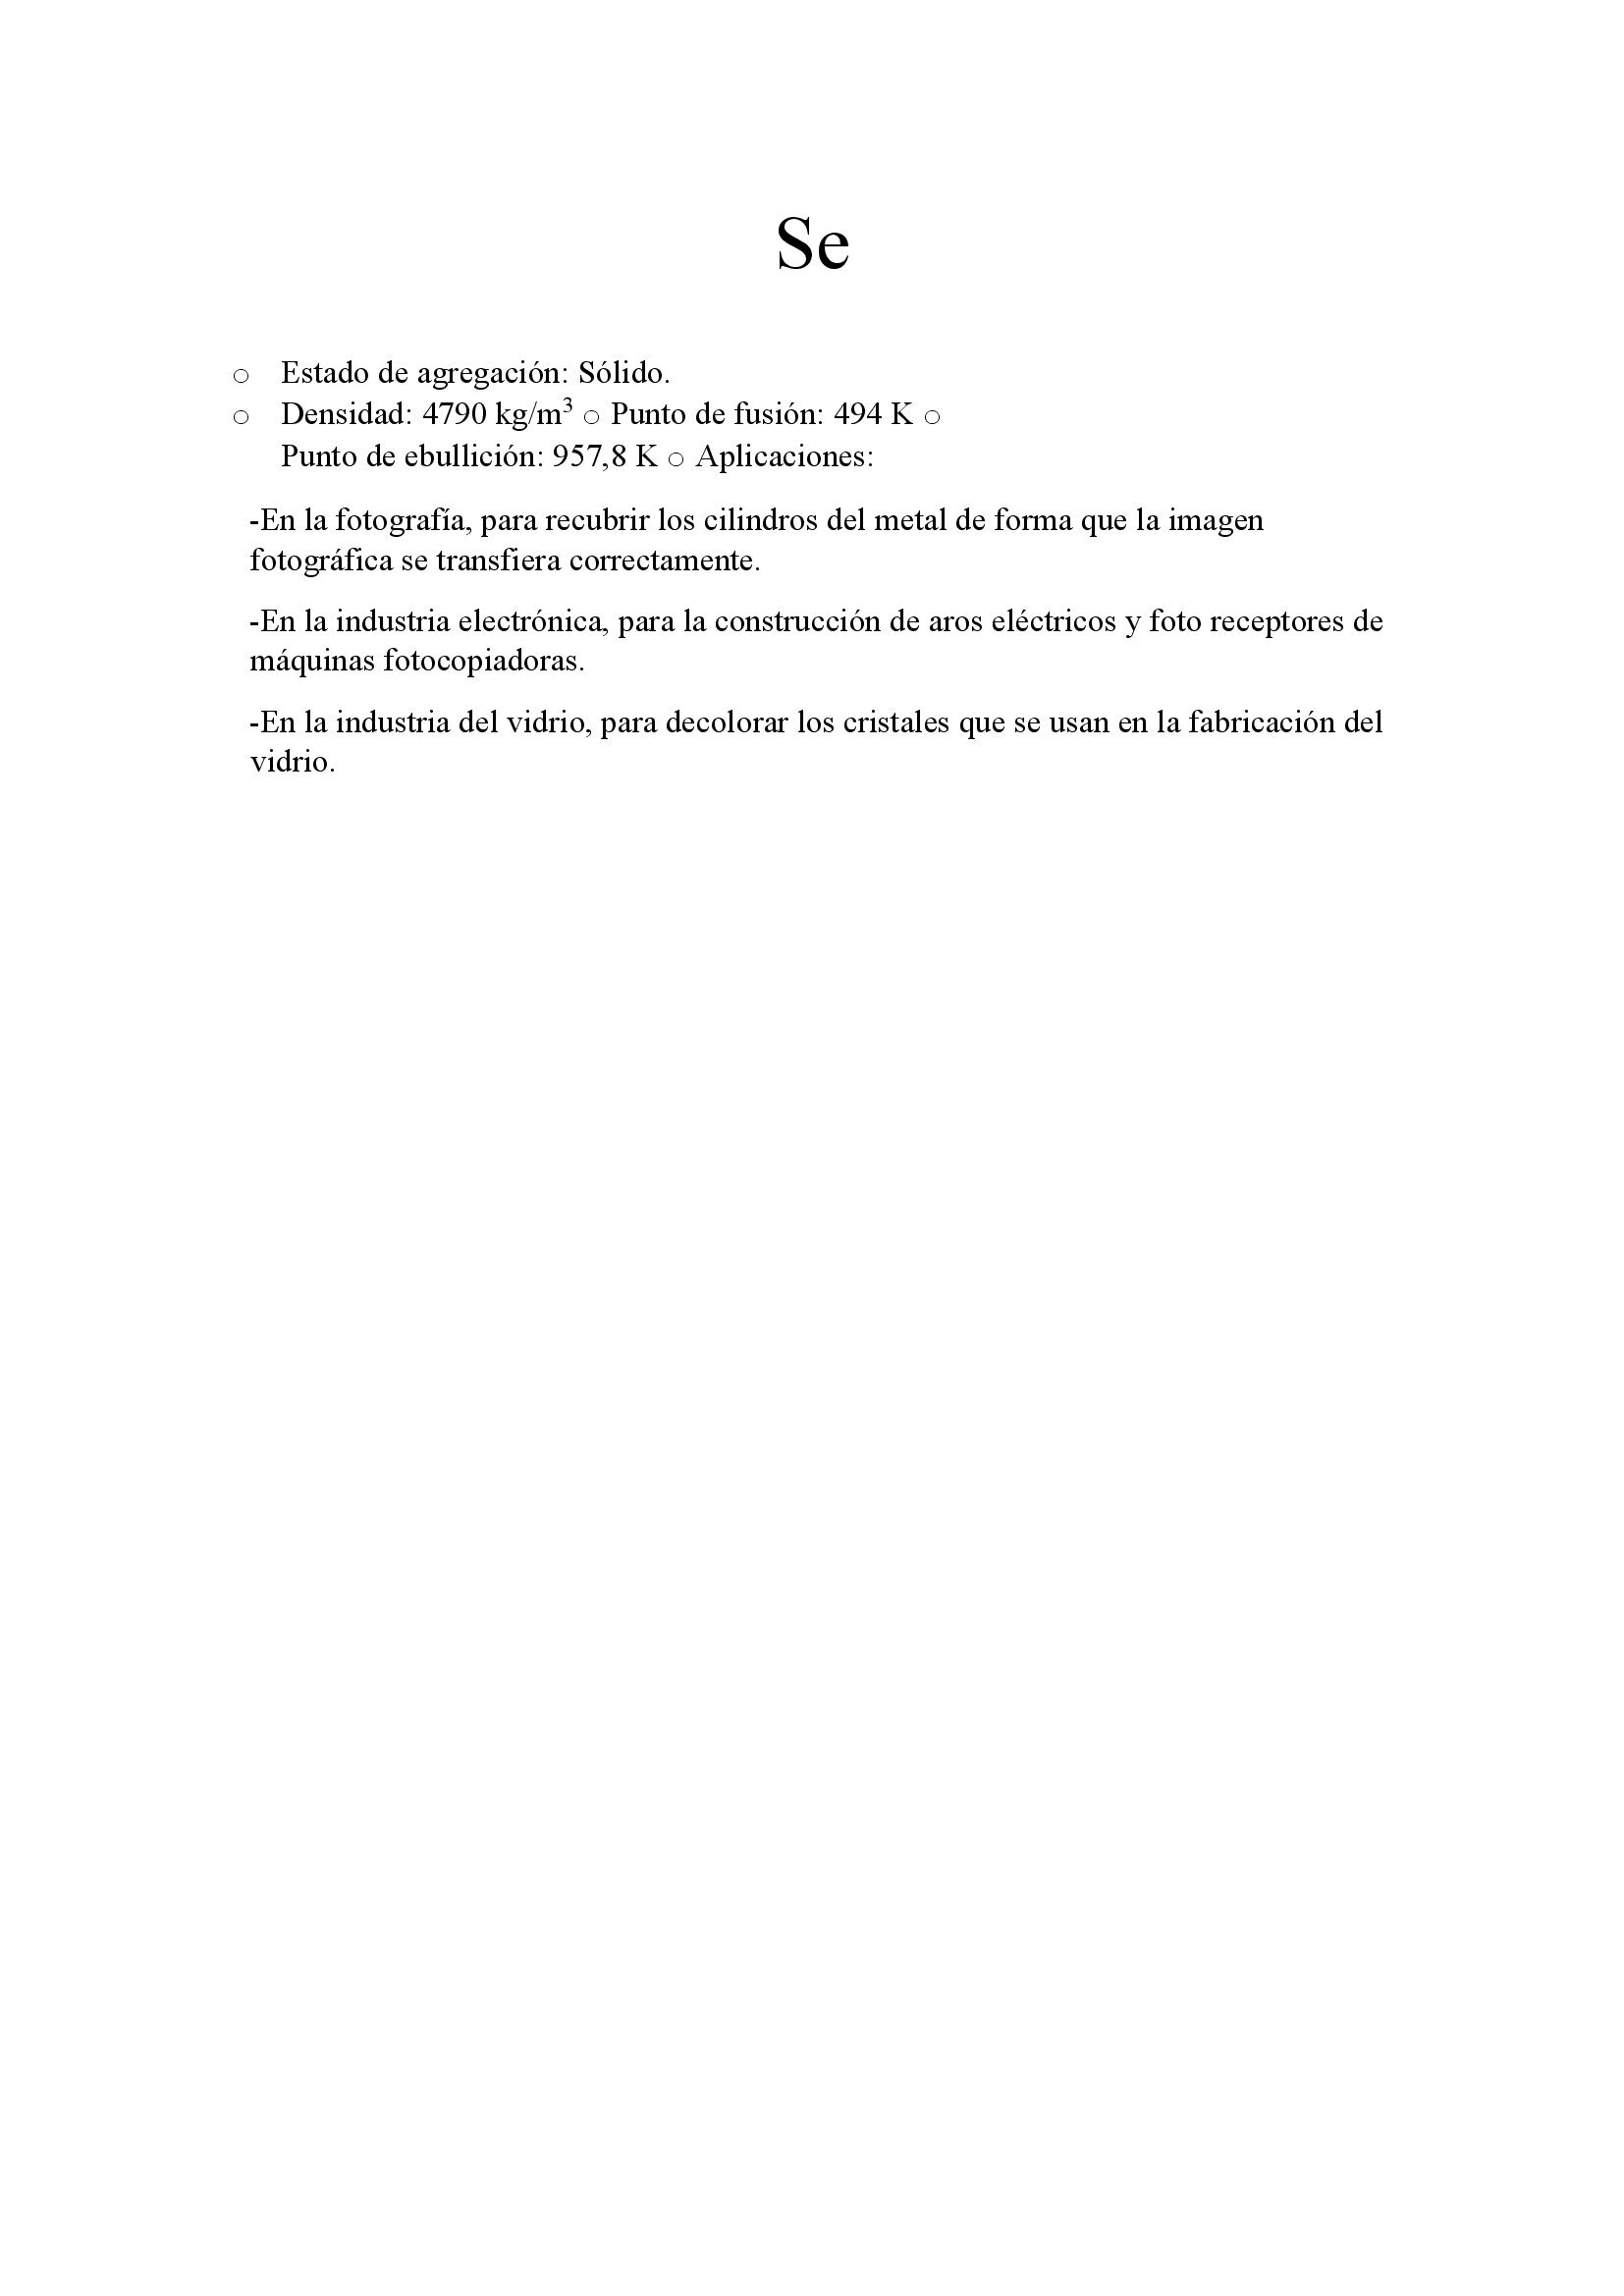 Se
○ Estado de agregación: Sólido.
○ Densidad: 4790 kg/m³ ○ Punto de fusión: 494 K ○
Punto de ebullición: 957,8 K ○ Aplicaciones:
-En la fotografía, para recubrir los cilindros del metal de forma que la imagen
fotográfica se transfiera correctamente.
-En la industria electrónica, para la construcción de aros eléctricos y foto receptores de
máquinas fotocopiadoras.
-En la industria del vidrio, para decolorar los cristales que se usan en la fabricación del
vidrio.